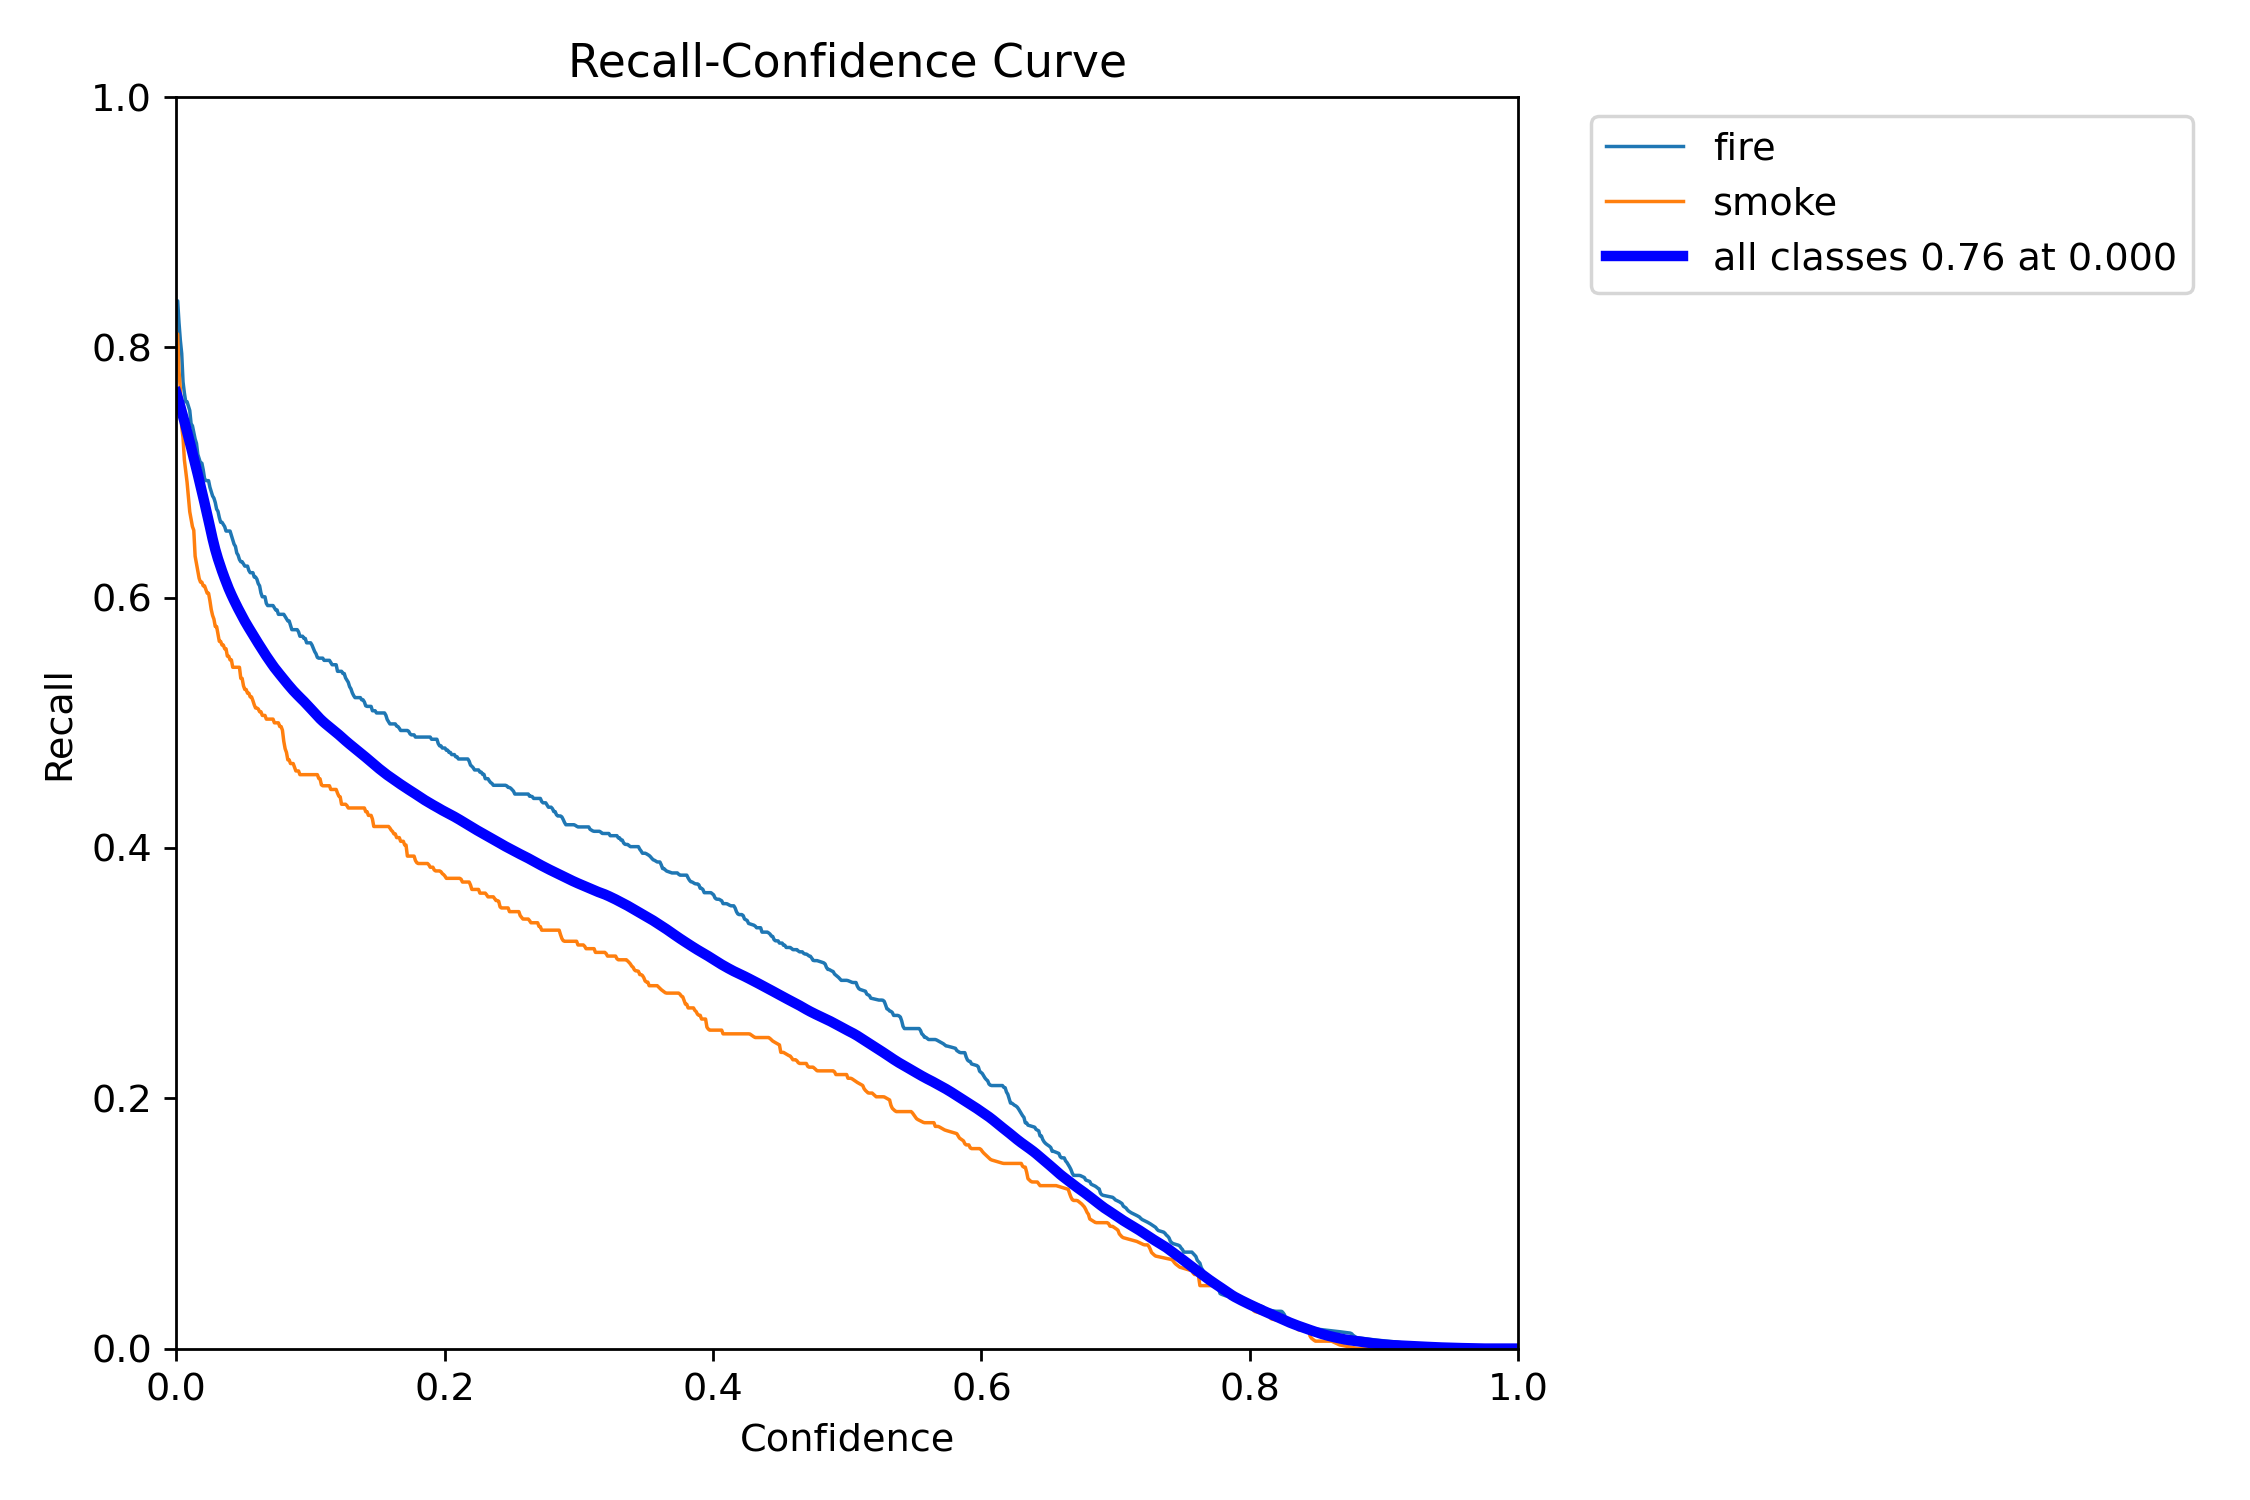 Recall-Confidence Curve
1.0
0.8
0.6
0.4
0.2
0.0
Recall
0.0 0.2 0.4 0.6 0.8 1.0
Confidence
fire
smoke
all classes 0.76 at 0.000